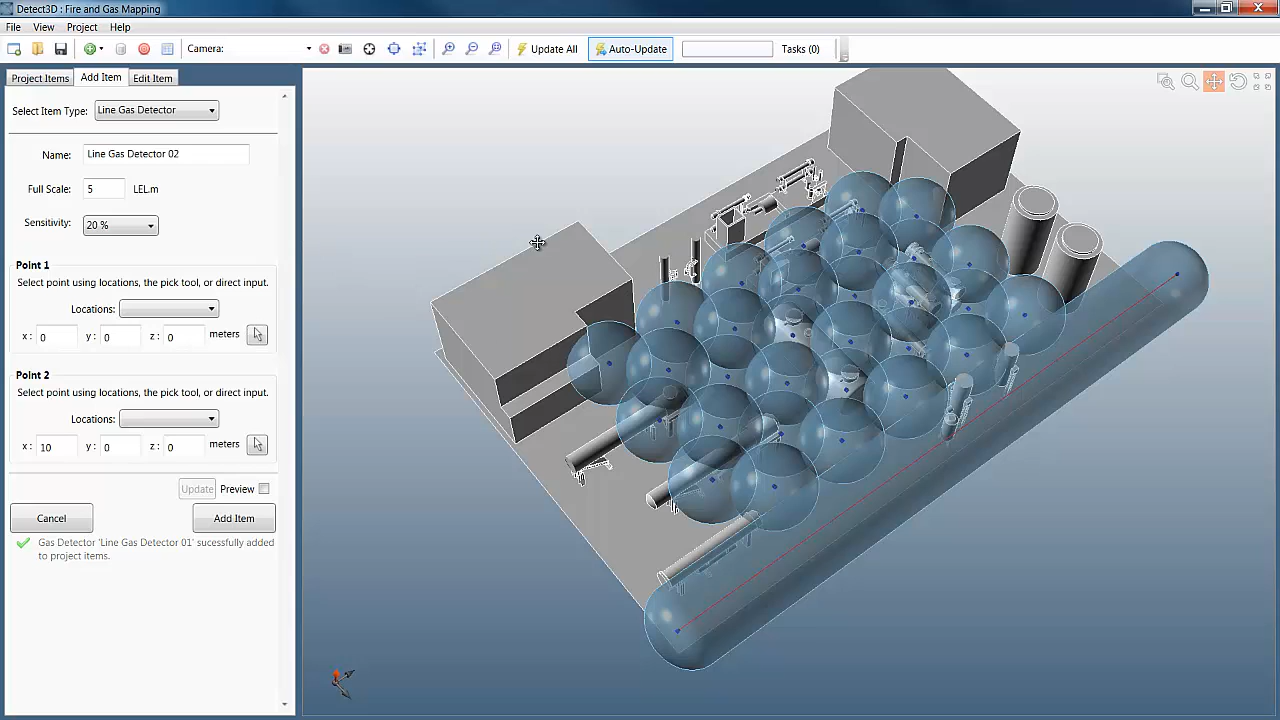 Detect3D : Fire and Gas Mapping
File View Project Help
Camera: Update All Auto-Update Tasks (0)
Project Items Add Item Edit Item
Select Item Type: Line Gas Detector
Name: Line Gas Detector 02
Full Scale: 5 LEL.m
Sensitivity: 20 %
Point 1
Select point using locations, the pick tool, or direct input.
Locations:
x : 0 y : 0 z : 0 meters
Point 2
Select point using locations, the pick tool, or direct input.
Locations:
x : 10 y : 0 z : 0 meters
Update Preview
Cancel Add Item
Gas Detector 'Line Gas Detector 01' sucessfully added
to project items.